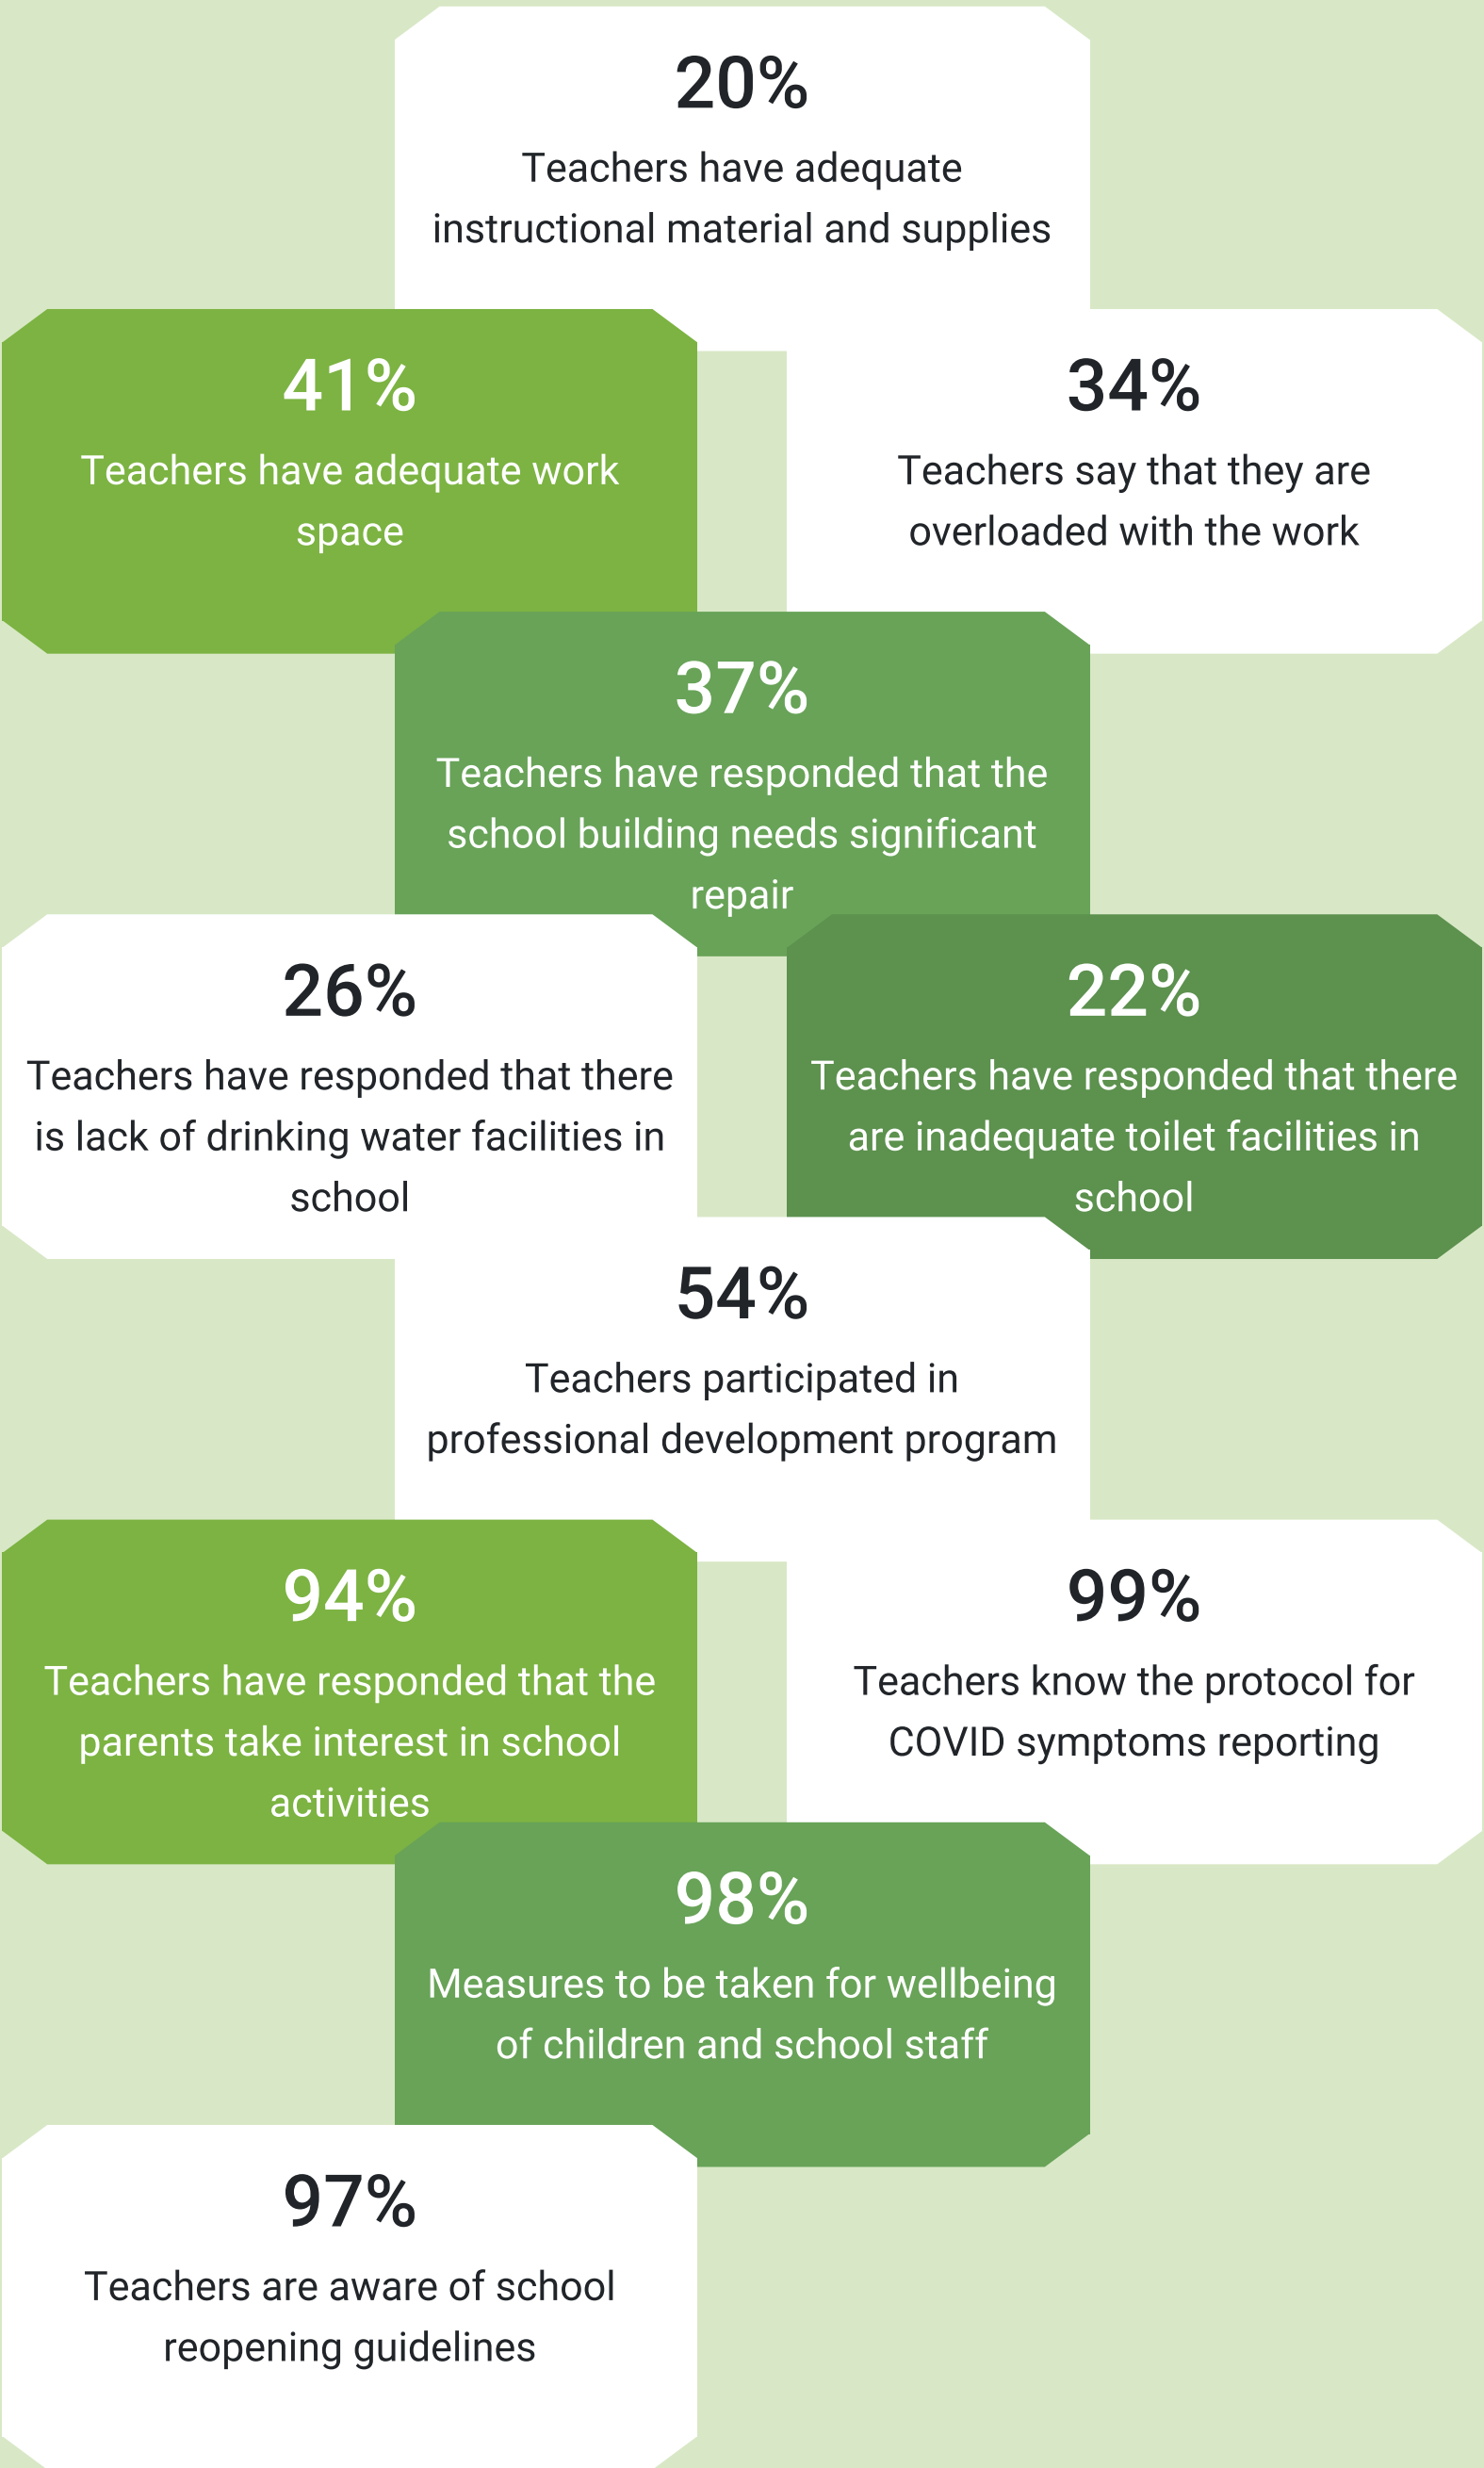 20%
Teachers have adequate
instructional material and supplies
41%
Teachers have adequate work
space
34%
Teachers say that they are
overloaded with the work
37%
Teachers have responded that the
school building needs significant
repair
26%
Teachers have responded that there
is lack of drinking water facilities in
school
22%
Teachers have responded that there
are inadequate toilet facilities in
school
54%
Teachers participated in
professional development program
94%
Teachers have responded that the
parents take interest in school
activities
99%
Teachers know the protocol for
COVID symptoms reporting
98%
Measures to be taken for wellbeing
of children and school staff
97%
Teachers are aware of school
reopening guidelines